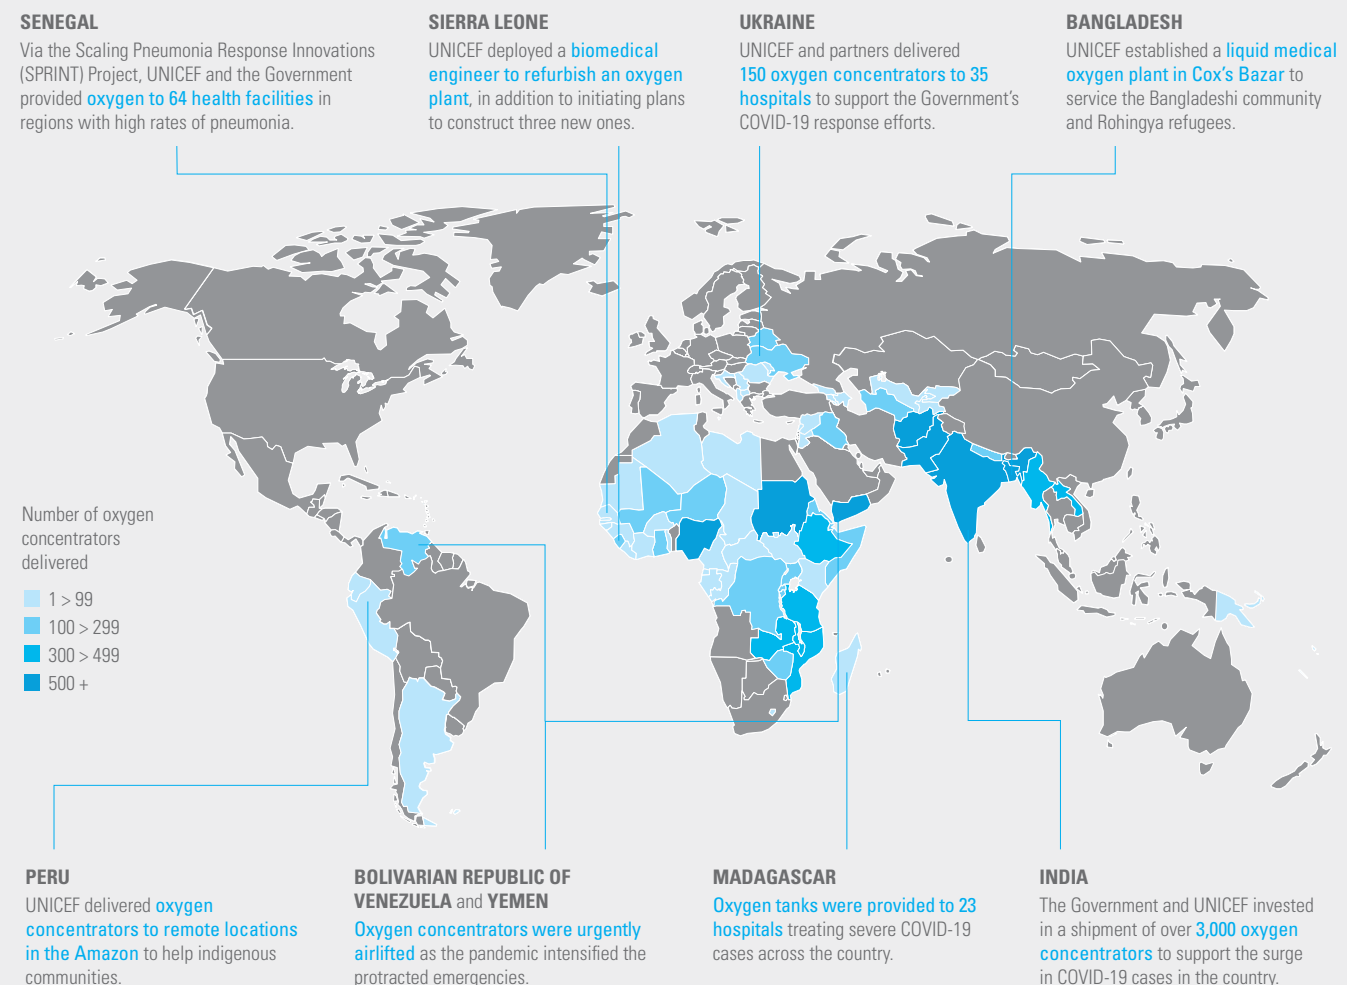 SENEGAL
Via the Scaling Pneumonia Response Innovations
(SPRINT) Project, UNICEF and the Government
provided oxygen to 64 health facilities in
regions with high rates of pneumonia.
SIERRA LEONE
UNICEF deployed a biomedical
engineer to refurbish an oxygen
plant, in addition to initiating plans
to construct three new ones.
UKRAINE
UNICEF and partners delivered
150 oxygen concentrators to 35
hospitals to support the Government's
COVID-19 response efforts.
BANGLADESH
UNICEF established a liquid medical
oxygen plant in Cox's Bazar to
service the Bangladeshi community
and Rohingya refugees.
Number of oxygen
concentrators
delivered
1 > 99
100 > 299
300 > 499
500 +
PERU
UNICEF delivered oxygen
concentrators to remote locations
in the Amazon to help indigenous
communities.
BOLIVARIAN REPUBLIC OF
VENEZUELA and YEMEN
Oxygen concentrators were urgently
airlifted as the pandemic intensified the
protracted emergencies.
MADAGASCAR
Oxygen tanks were provided to 23
hospitals treating severe COVID-19
cases across the country.
INDIA
The Government and UNICEF invested
in a shipment of over 3,000 oxygen
concentrators to support the surge
in COVID-19 cases in the country.